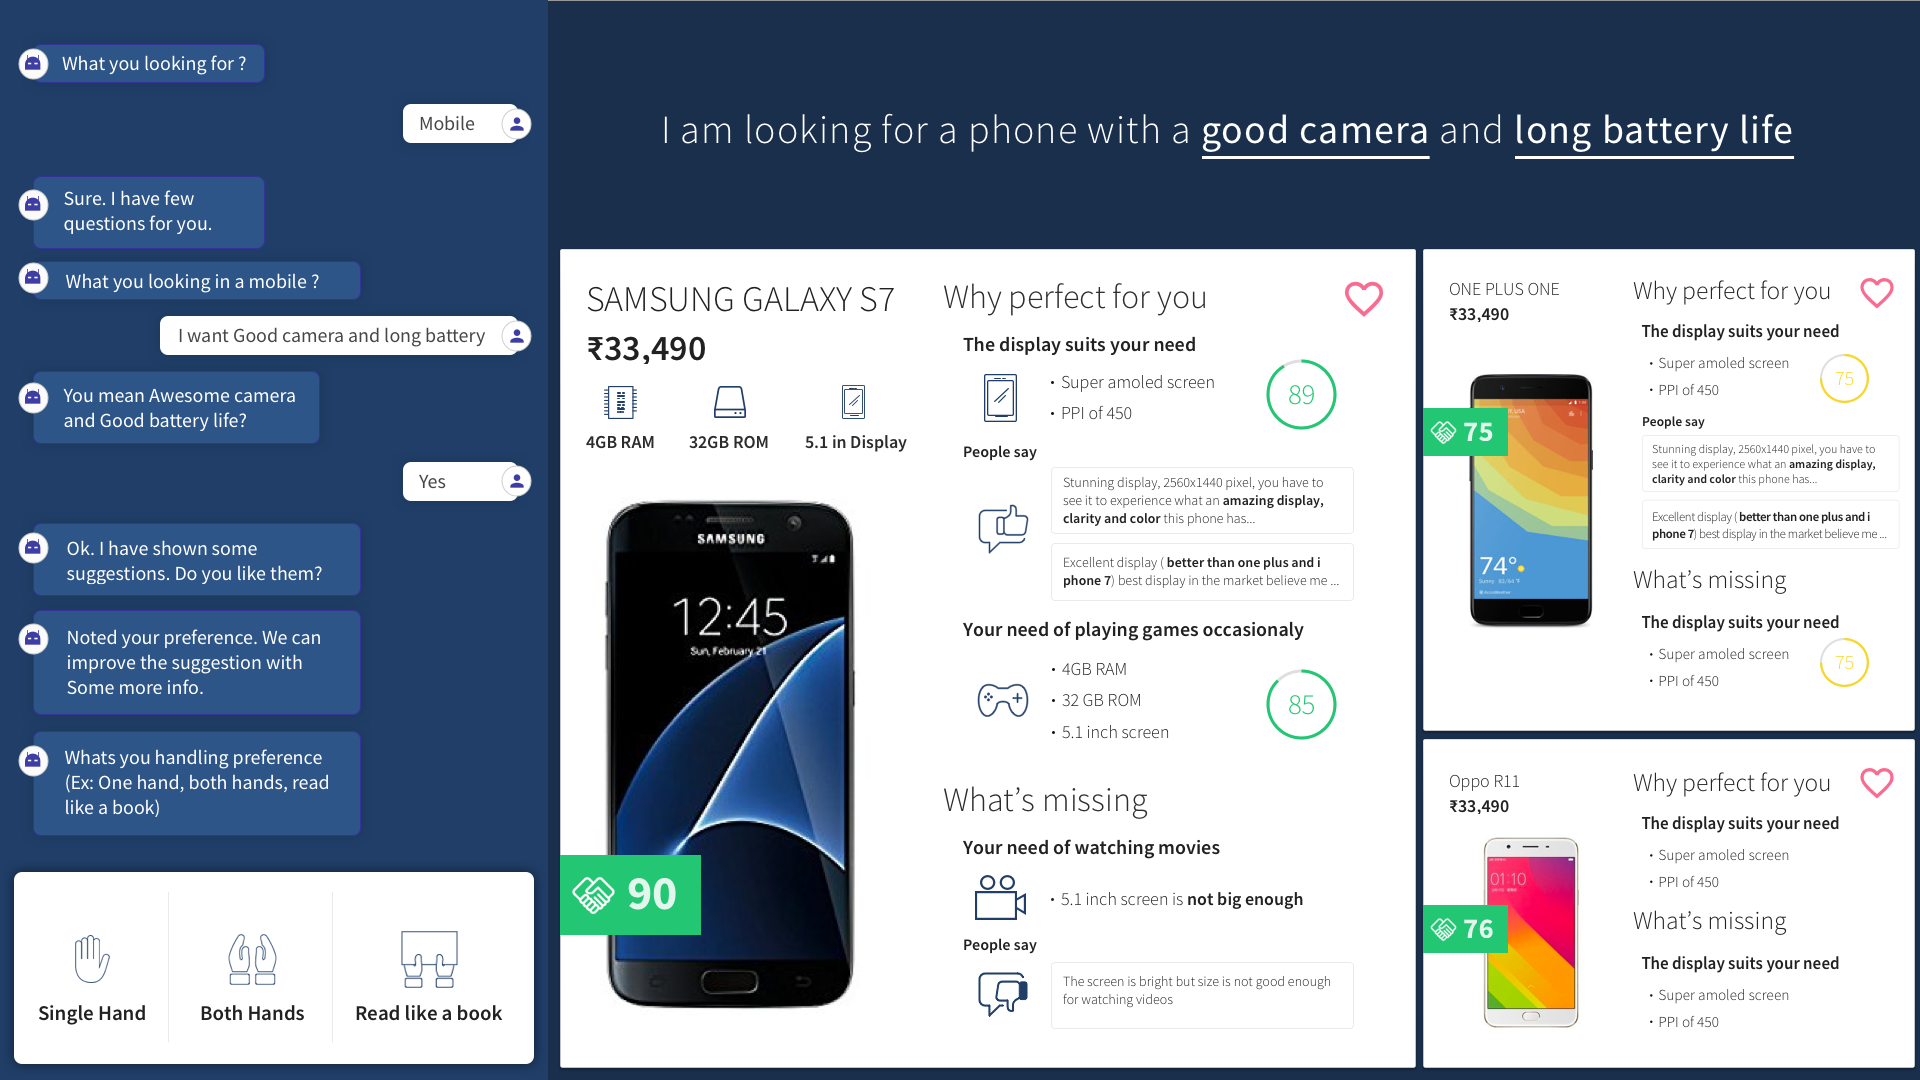 What you looking for ?
Mobile
Sure. I have few
questions for you.
What you looking in a mobile ?
I want Good camera and long battery
You mean Awesome camera
and Good battery life?
Yes
Ok. I have shown some
suggestions. Do you like them?
Noted your preference. We can
improve the suggestion with
Some more info.
Whats you handling preference
(Ex: One hand, both hands, read
like a book)
Single Hand
Both Hands
Read like a book
I am looking for a phone with a good camera and long battery life
SAMSUNG GALAXY S7
₹33,490
4GB RAM
32GB ROM
5.1 in Display
SAMSUNG
12:45
Sun, February 21
90
Why perfect for you
The display suits your need
• Super amoled screen
• PPI of 450
89
People say
Stunning display, 2560x1440 pixel, you have to
see it to experience what an amazing display,
clarity and color this phone has...
Excellent display ( better than one plus and i
phone 7) best display in the market believe me ...
Your need of playing games occasionaly
• 4GB RAM
• 32 GB ROM
• 5.1 inch screen
85
What's missing
Your need of watching movies
• 5.1 inch screen is not big enough
People say
The screen is bright but size is not good enough
for watching videos
ONE PLUS ONE
₹33,490
75
74°
Sunny
Why perfect for you
The display suits your need
• Super amoled screen
• PPI of 450
75
People say
Stunning display, 2560x1440 pixel, you have to
see it to experience what an amazing display,
clarity and color this phone has...
Excellent display ( better than one plus and i
phone 7) best display in the market believe me ...
What's missing
The display suits your need
• Super amoled screen
• PPI of 450
75
Oppo R11
₹33,490
01:10
76
Why perfect for you
The display suits your need
• Super amoled screen
• PPI of 450
What's missing
The display suits your need
• Super amoled screen
• PPI of 450